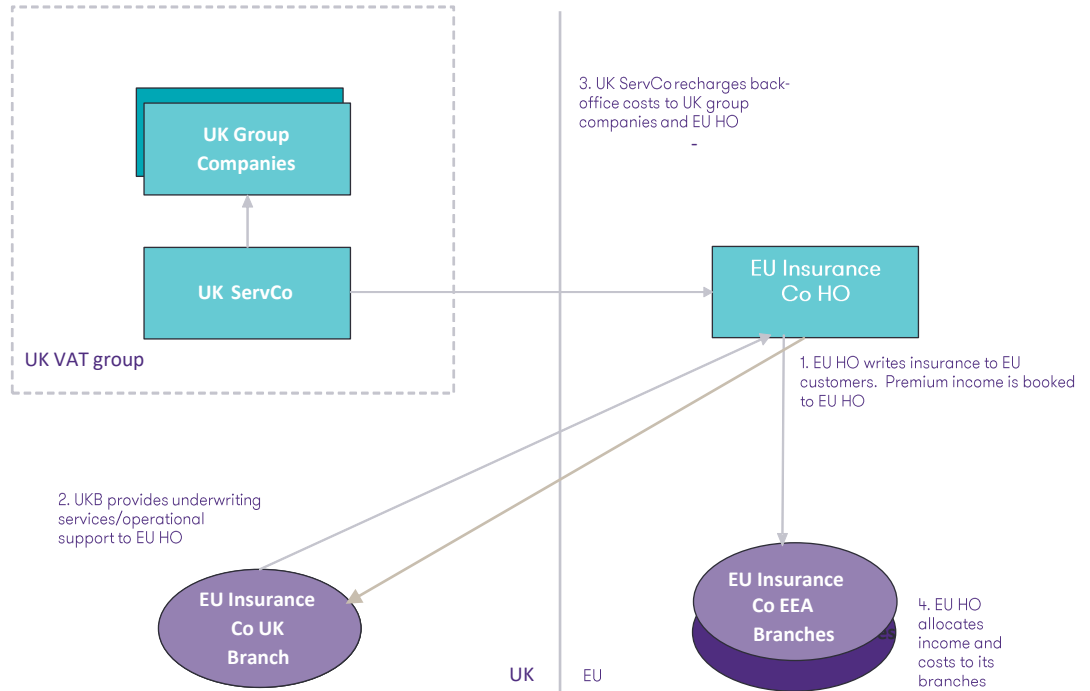 3. UK ServCo recharges back-
office costs to UK group
companies and EU HO
-
UK Group
Companies
UK ServCo
EU Insurance
Co HO
UK VAT group
1. EU HO writes insurance to EU
customers. Premium income is booked
to EU HO
2. UKB provides underwriting
services/operational
support to EU HO
EU Insurance
Co UK
Branch
EU Insurance
Co EEA
Branches
4. EU HO
allocates
income and
costs to its
branches
UK
EU